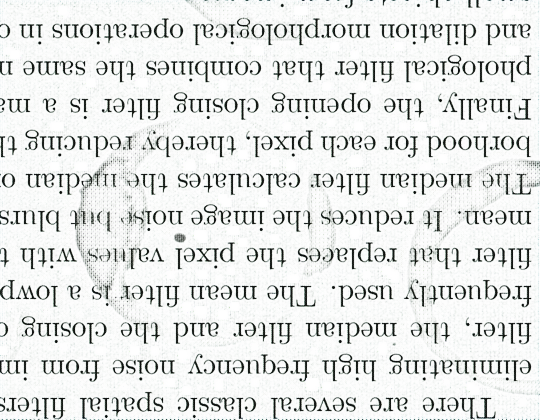 There are several classic spatial filters
eliminating high frequency noise from im
filter, the median filter and the closing o
frequently used. The mean filter is a lowp
filter that replaces the pixel values with t
mean. It reduces the image noise but blurs
The median filter calculates the median o
borhood for each pixel, thereby reducing th
Finally, the opening closing filter is a ma
phological filter that combines the same n
and dilation morphological operations in o